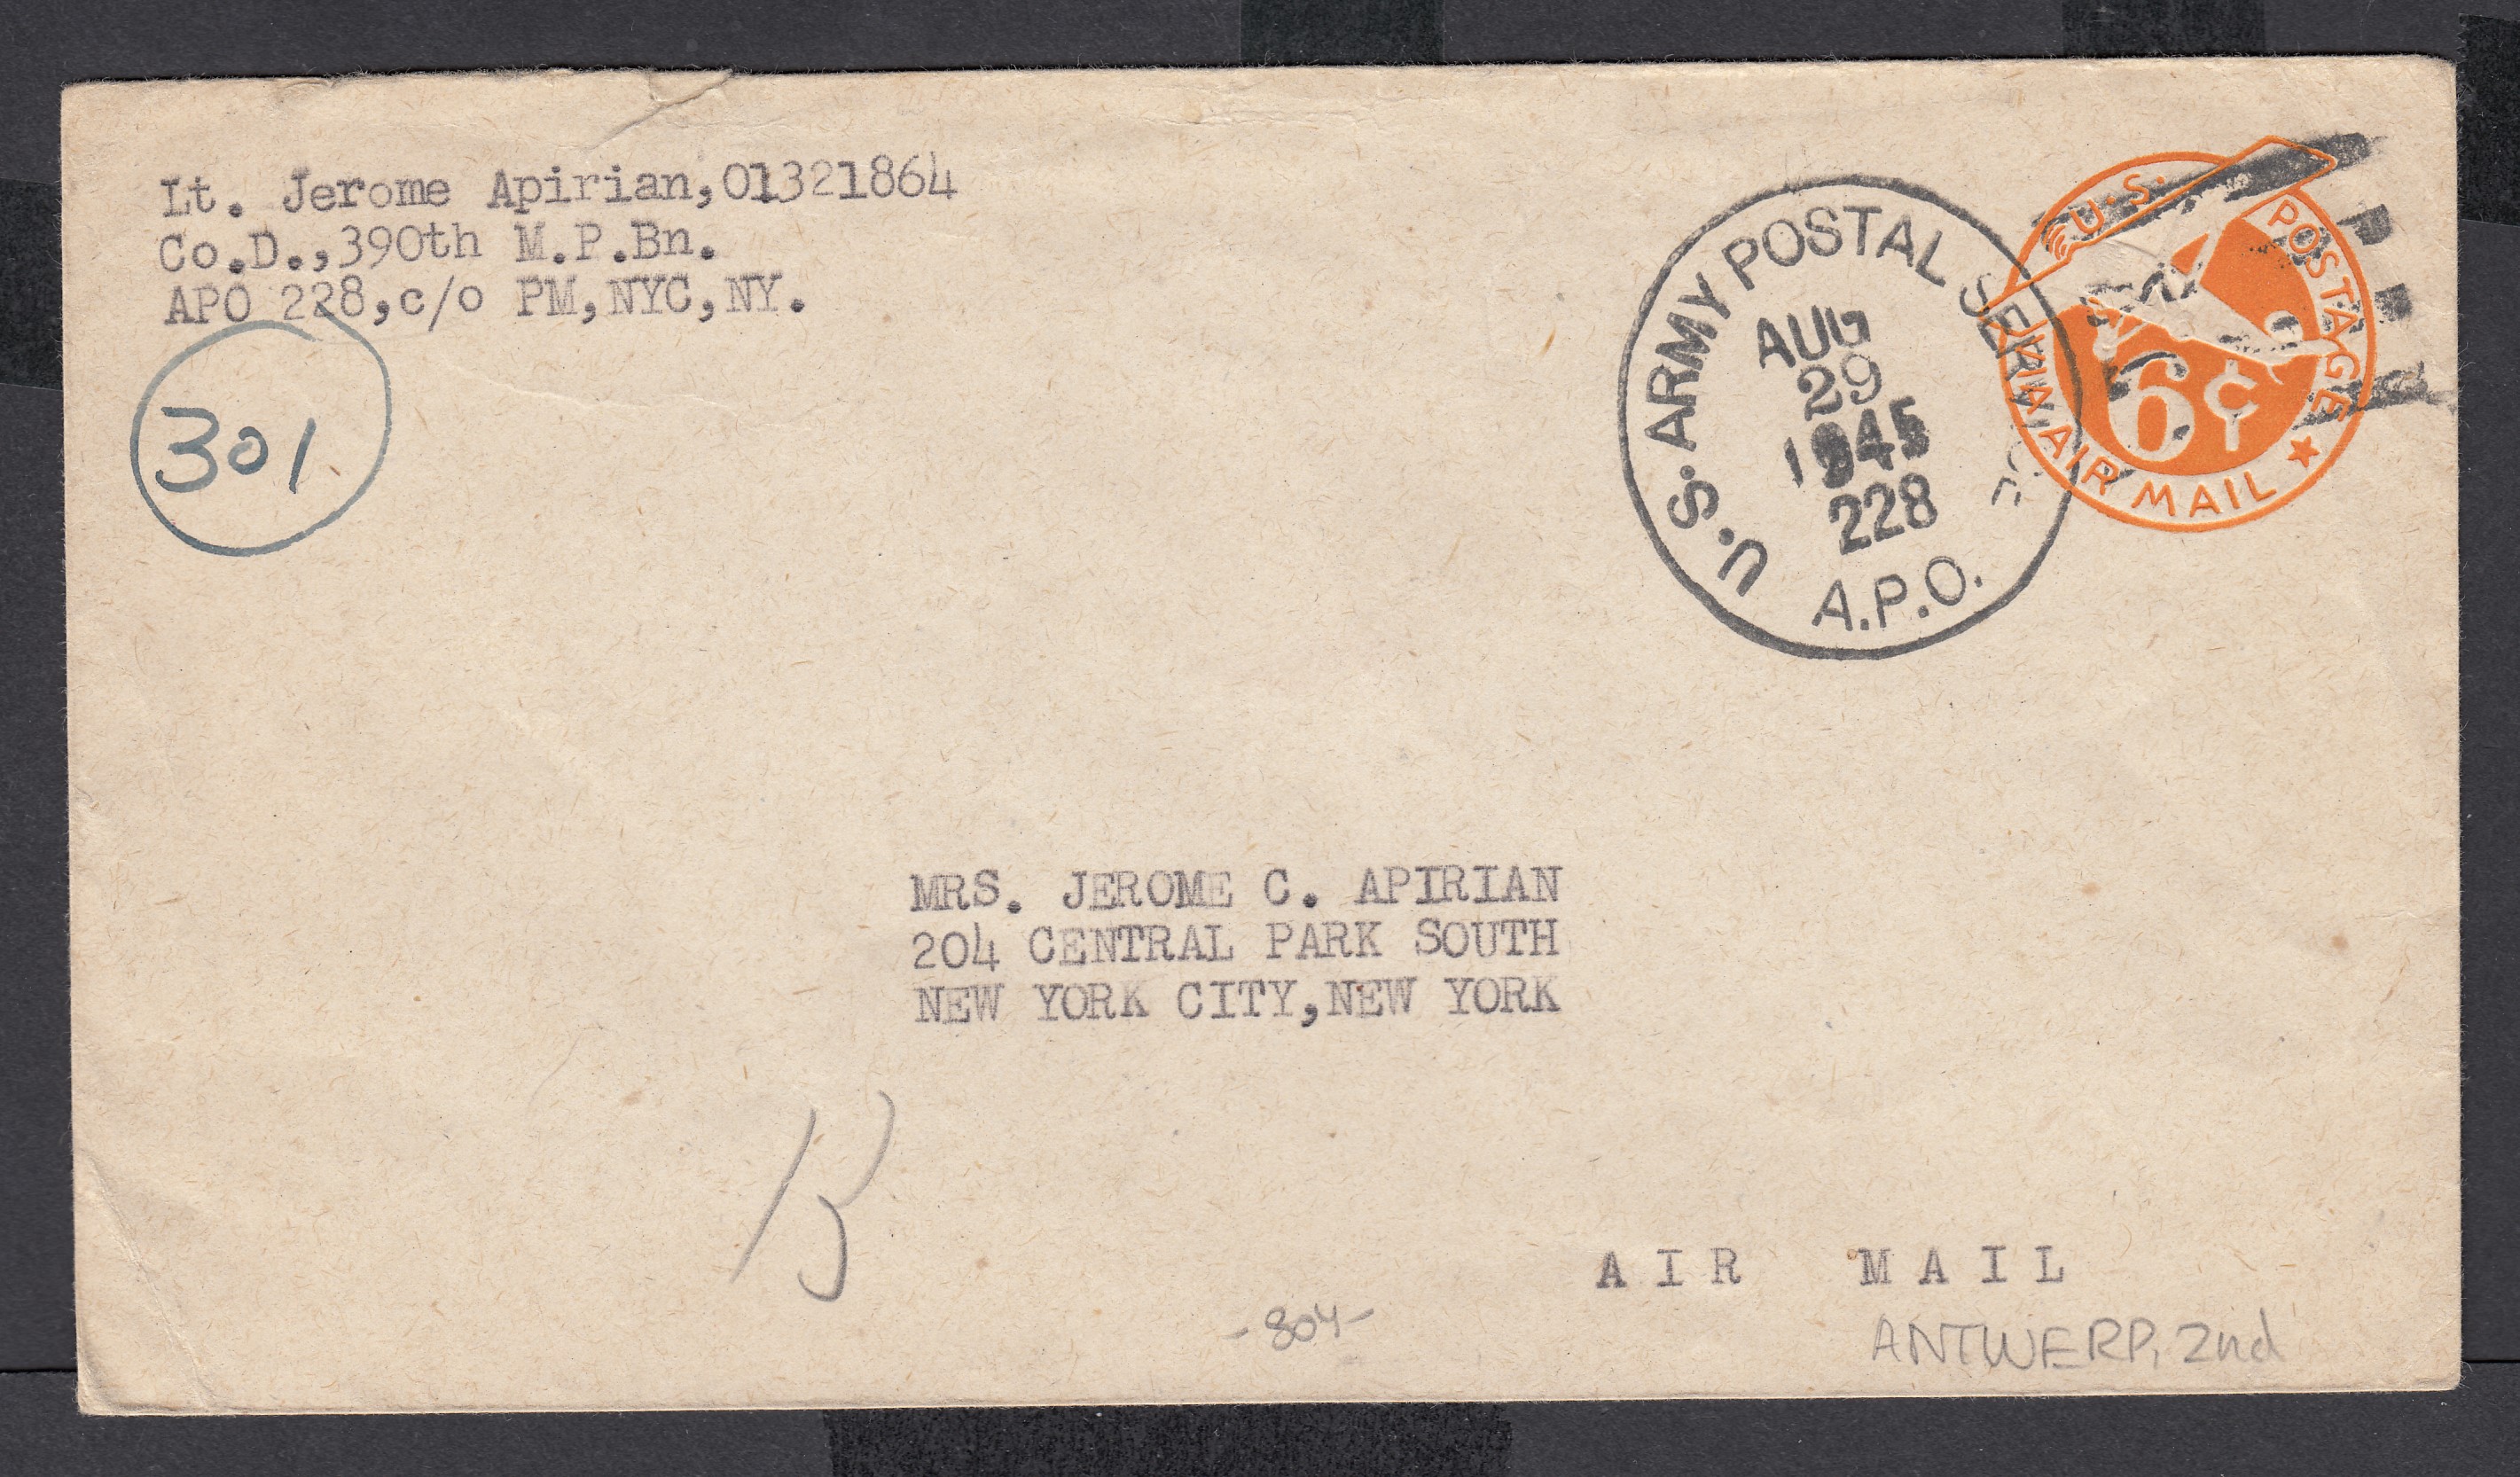 Lt. Jerome Apirian,01321864
Co.D.,390th M.P.Bn.
APO 228,c/o PM,NYC,NY.
301
U.S. ARMY POSTAL SERVICE
AUG
29
1945
228
A.P.O.
U.S. POSTAGE
6¢
VIA AIR MAIL
MRS. JEROME C. APIRIAN
204 CENTRAL PARK SOUTH
NEW YORK CITY,NEW YORK
AIR MAIL
-804-
ANTWERP, 2nd